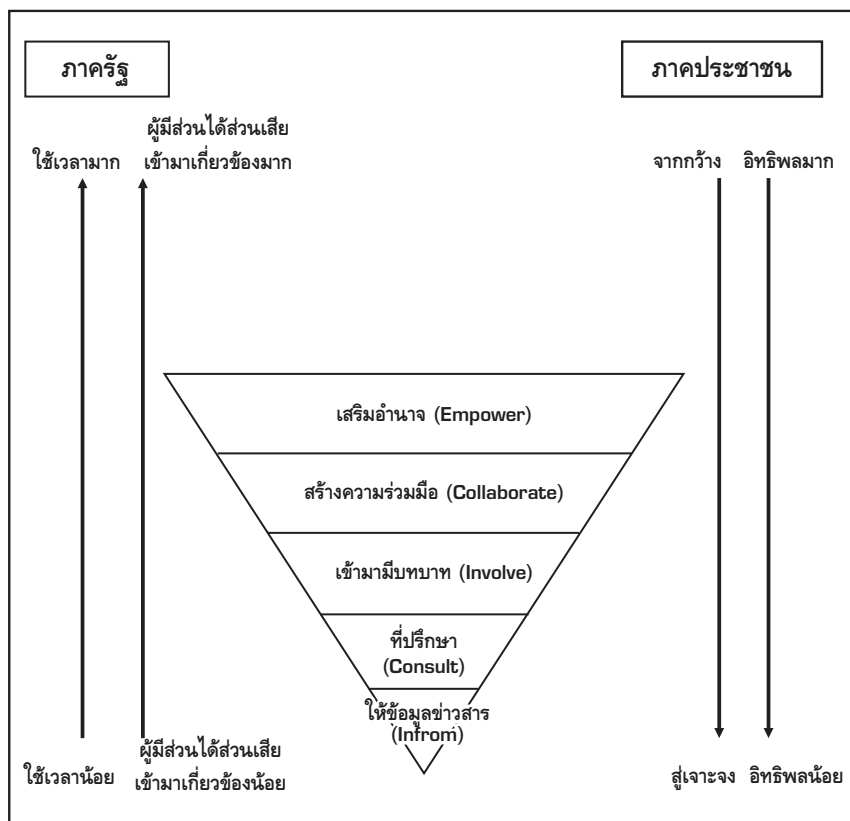 ภาครัฐ
ภาคประชาชน
ใช้เวลามาก
ผู้มีส่วนได้ส่วนเสีย
เข้ามาเกี่ยวข้องมาก
จากกว้าง
อิทธิพลมาก
เสริมอำนาจ (Empower)
สร้างความร่วมมือ (Collaborate)
เข้ามามีบทบาท (Involve)
ที่ปรึกษา
(Consult)
ให้ข้อมูลข่าวสาร
(Infrom)
ใช้เวลาน้อย
ผู้มีส่วนได้ส่วนเสีย
เข้ามาเกี่ยวข้องน้อย
สู่เจาะจง
อิทธิพลน้อย